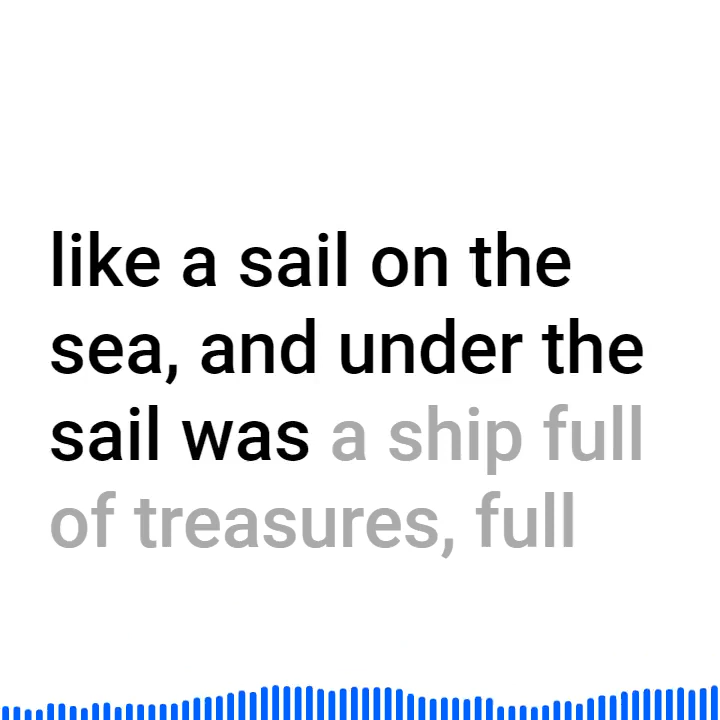 like a sail on the
sea, and under the
sail was a ship full
of treasures, full